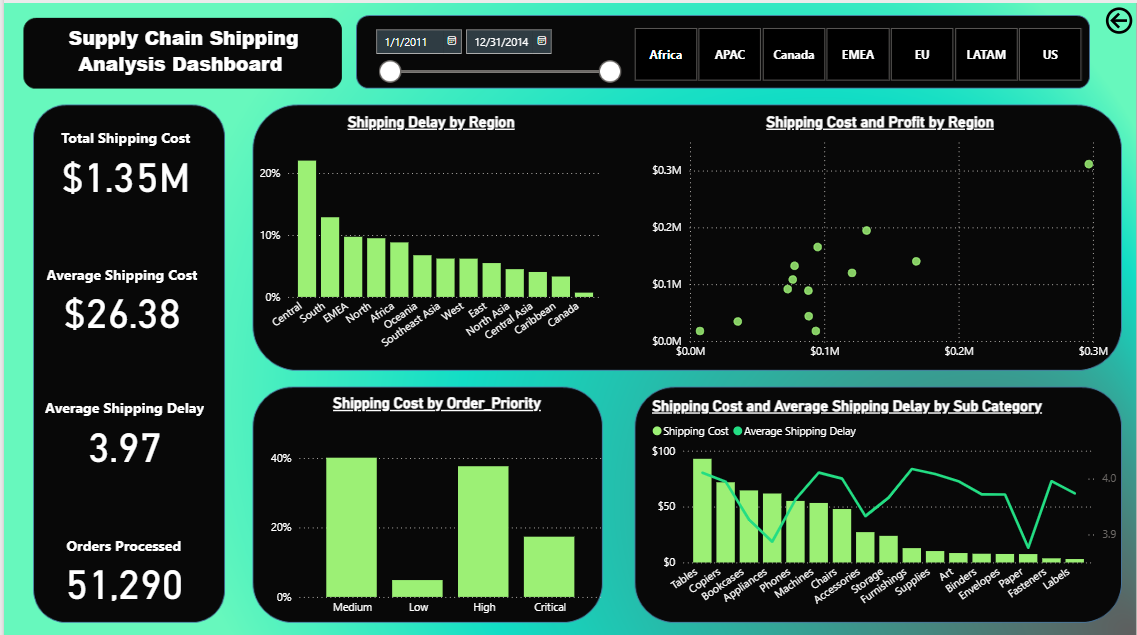 Supply Chain Shipping
Analysis Dashboard
1/1/2011
12/31/2014
Africa
APAC
Canada
EMEA
EU
LATAM
US
Total Shipping Cost
$1.35M
Average Shipping Cost
$26.38
Average Shipping Delay
3.97
Orders Processed
51,290
Shipping Delay by Region
20%
10%
0%
Central
South
EMEA
North
Africa
Oceania
Southeast Asia
West
East
North Asia
Central Asia
Caribbean
Canada
Shipping Cost and Profit by Region
$0.3M
$0.2M
$0.1M
$0.0M
$0.0M
$0.1M
$0.2M
$0.3M
Shipping Cost by Order_Priority
40%
20%
0%
Medium
Low
High
Critical
Shipping Cost and Average Shipping Delay by Sub Category
Shipping Cost
Average Shipping Delay
$100
$50
$0
4.0
3.9
Tables
Copiers
Bookcases
Appliances
Phones
Machines
Chairs
Accessories
Storage
Furnishings
Supplies
Art
Binders
Envelopes
Paper
Fasteners
Labels